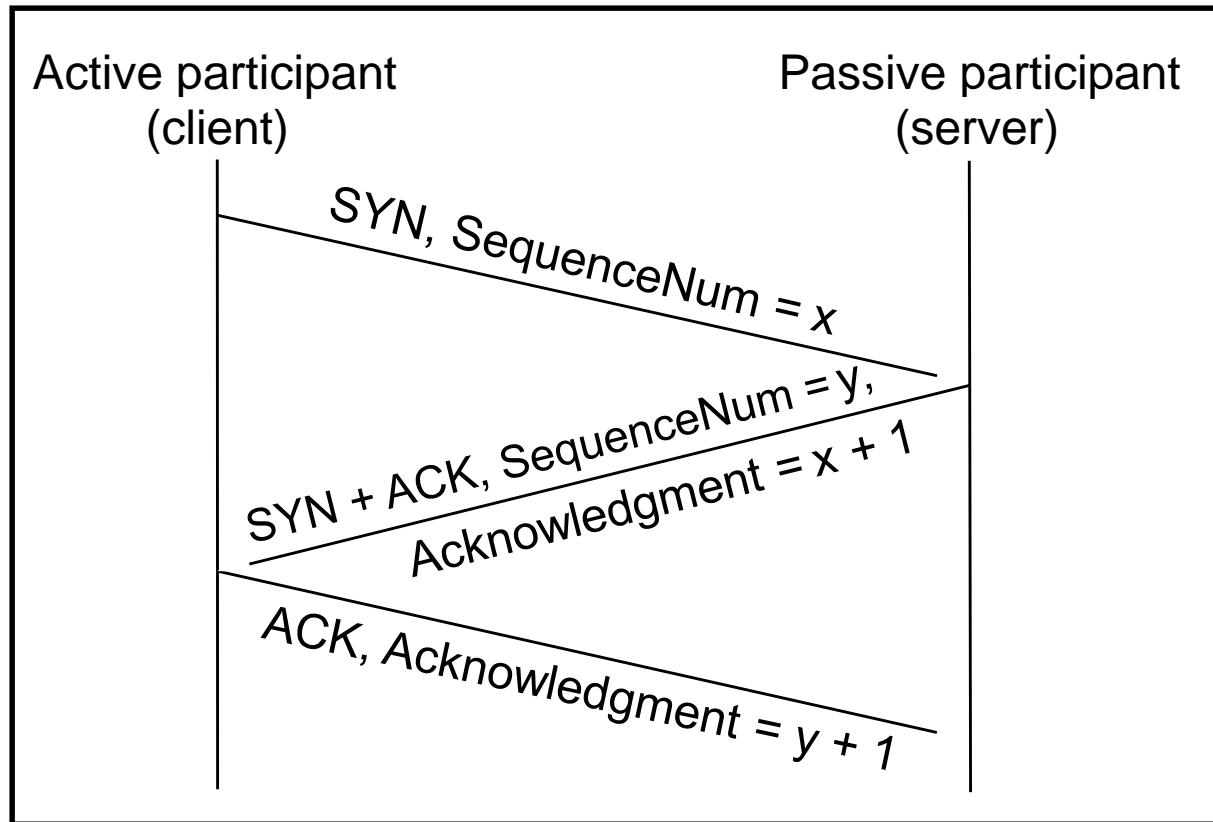 Active participant
(client)
Passive participant
(server)
SYN, SequenceNum = x
SYN + ACK, SequenceNum = y,
Acknowledgment = x + 1
ACK, Acknowledgment = y + 1